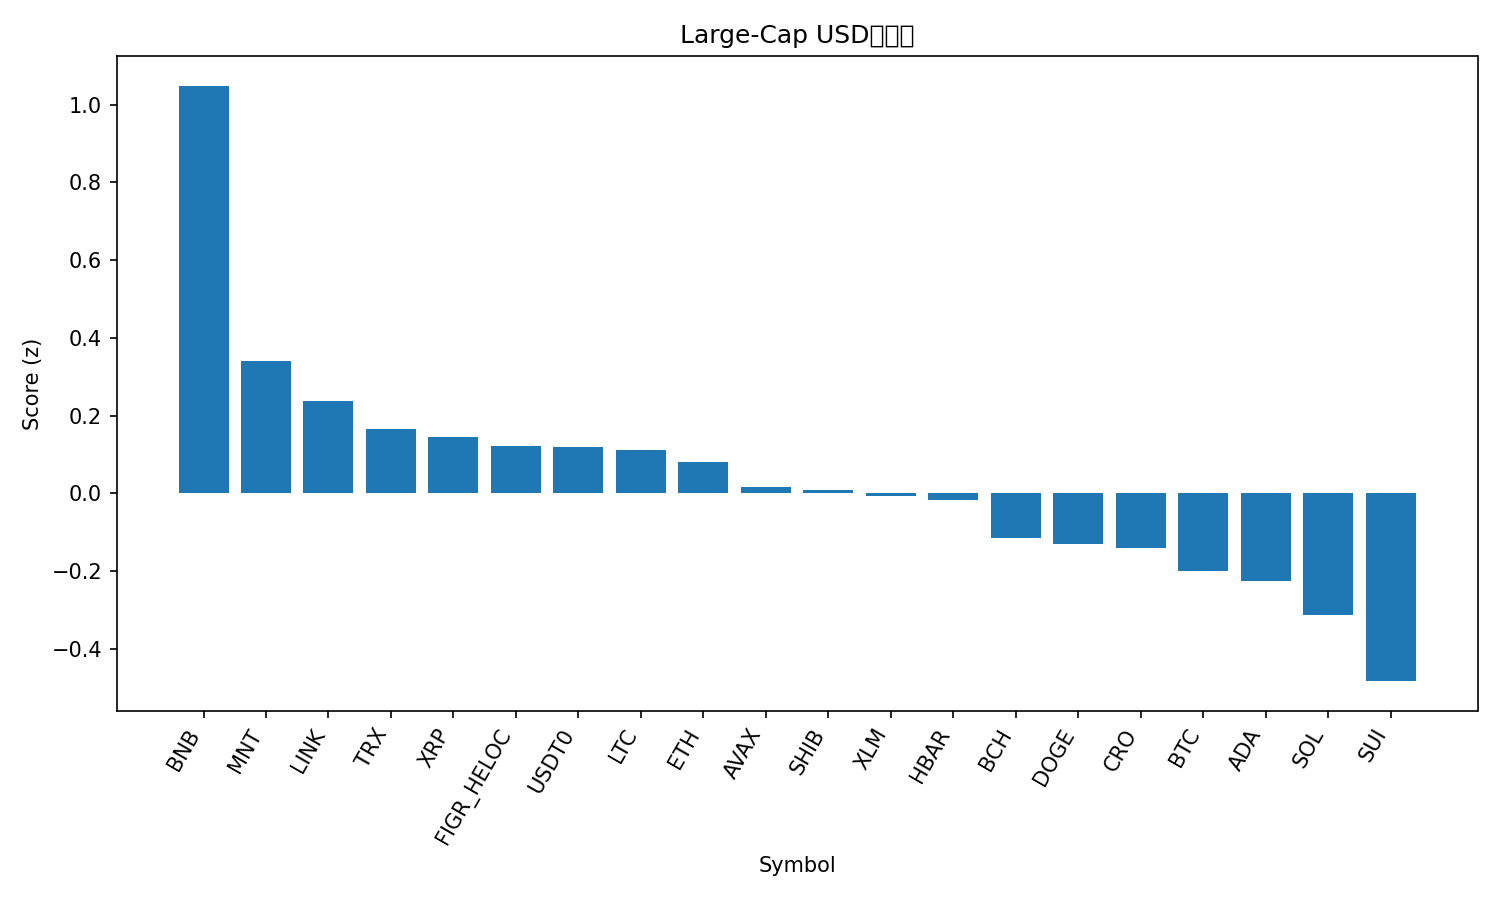 Large-Cap USD
Score (z)
1.0
0.8
0.6
0.4
0.2
0.0
−0.2
−0.4
BNB
MNT
LINK
TRX
XRP
FIGR_HELOC
USDT0
LTC
ETH
AVAX
SHIB
XLM
HBAR
BCH
DOGE
CRO
BTC
ADA
SOL
SUI
Symbol